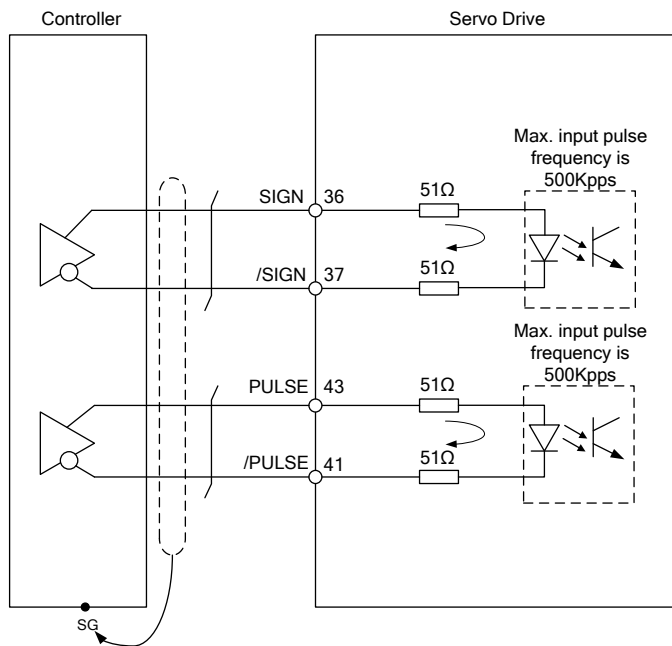 Controller
Servo Drive
Max. input pulse
frequency is
500Kpps
SIGN 36
51Ω
/SIGN 37
51Ω
Max. input pulse
frequency is
500Kpps
PULSE 43
51Ω
/PULSE 41
51Ω
SG